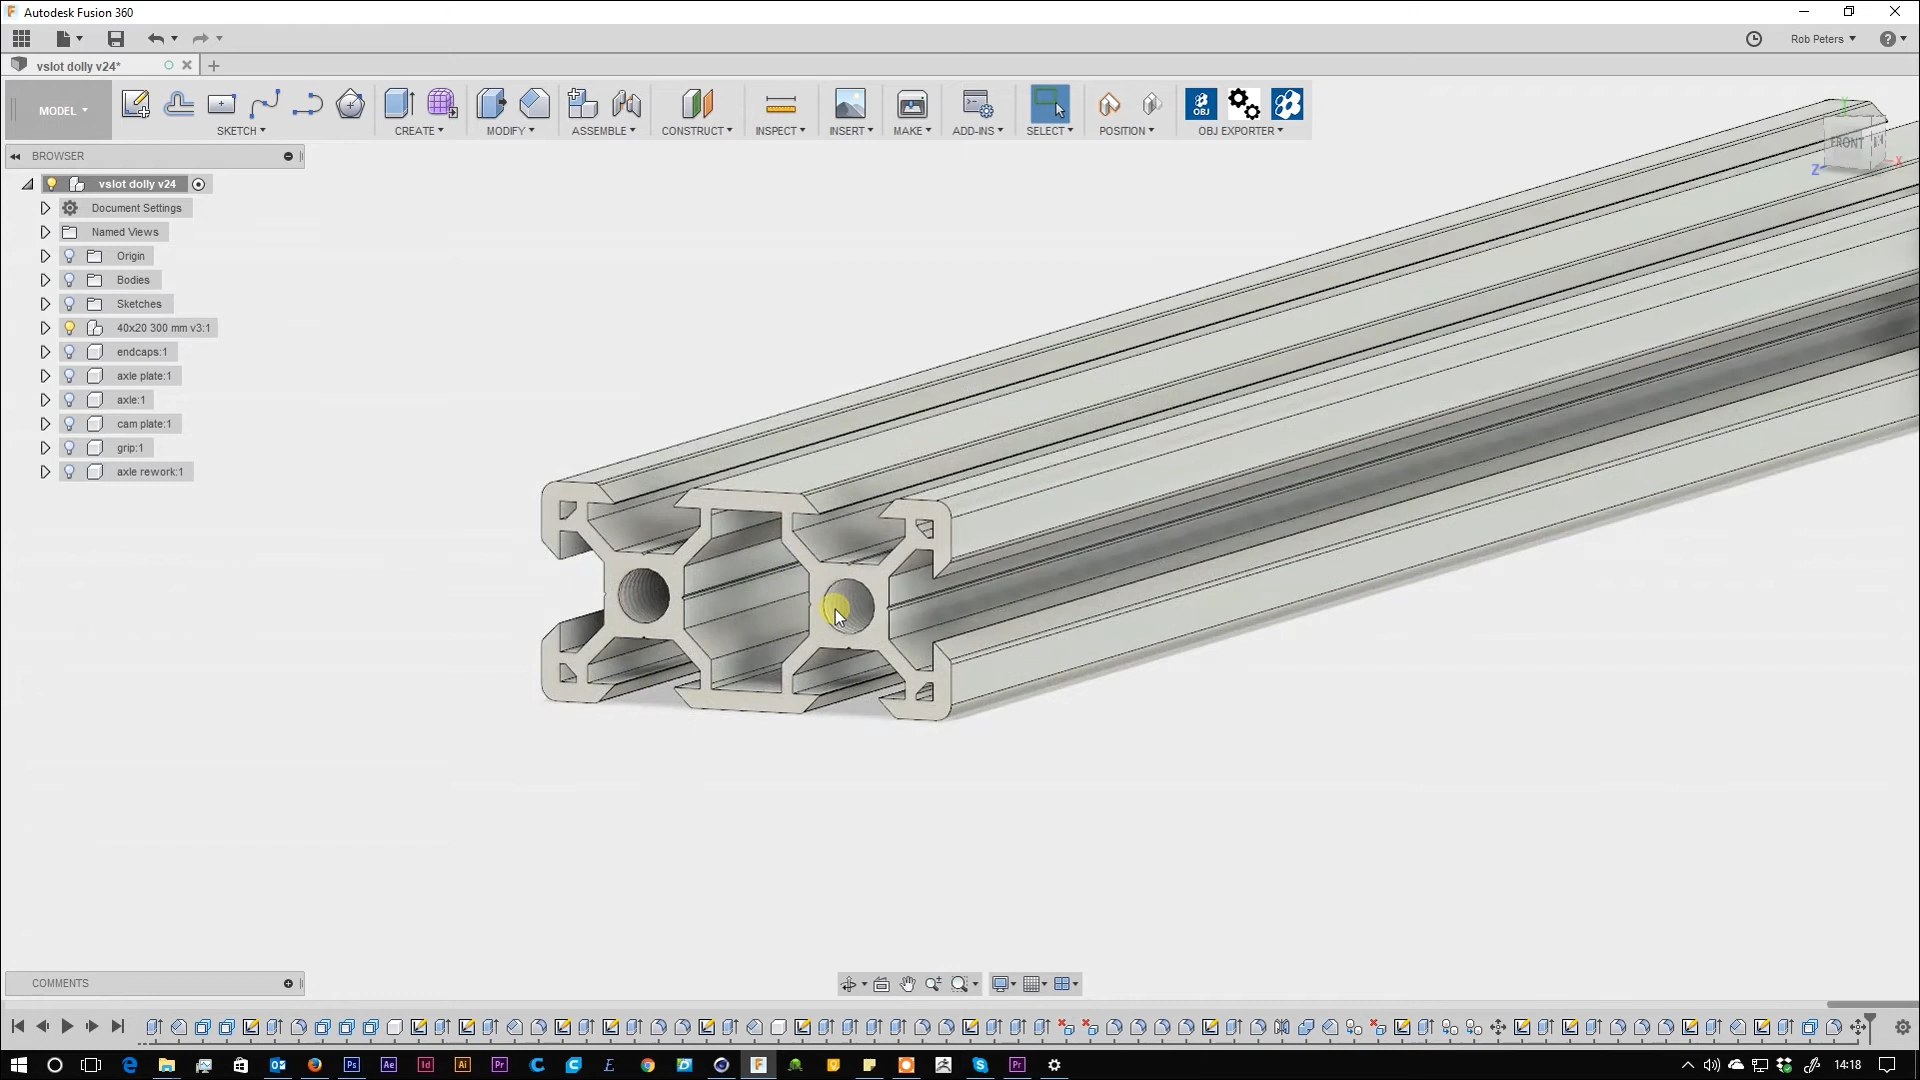 Autodesk Fusion 360
Rob Peters
vslot dolly v24*
MODEL
SKETCH
CREATE
MODIFY
ASSEMBLE
CONSTRUCT
INSPECT
INSERT
MAKE
ADD-INS
SELECT
POSITION
OBJ
OBJ EXPORTER
FRONT
X
Z
BROWSER
vslot dolly v24
Document Settings
Named Views
Origin
Bodies
Sketches
40x20 300 mm v3:1
endcaps:1
axle plate:1
axle:1
cam plate:1
grip:1
axle rework:1
COMMENTS
14:18